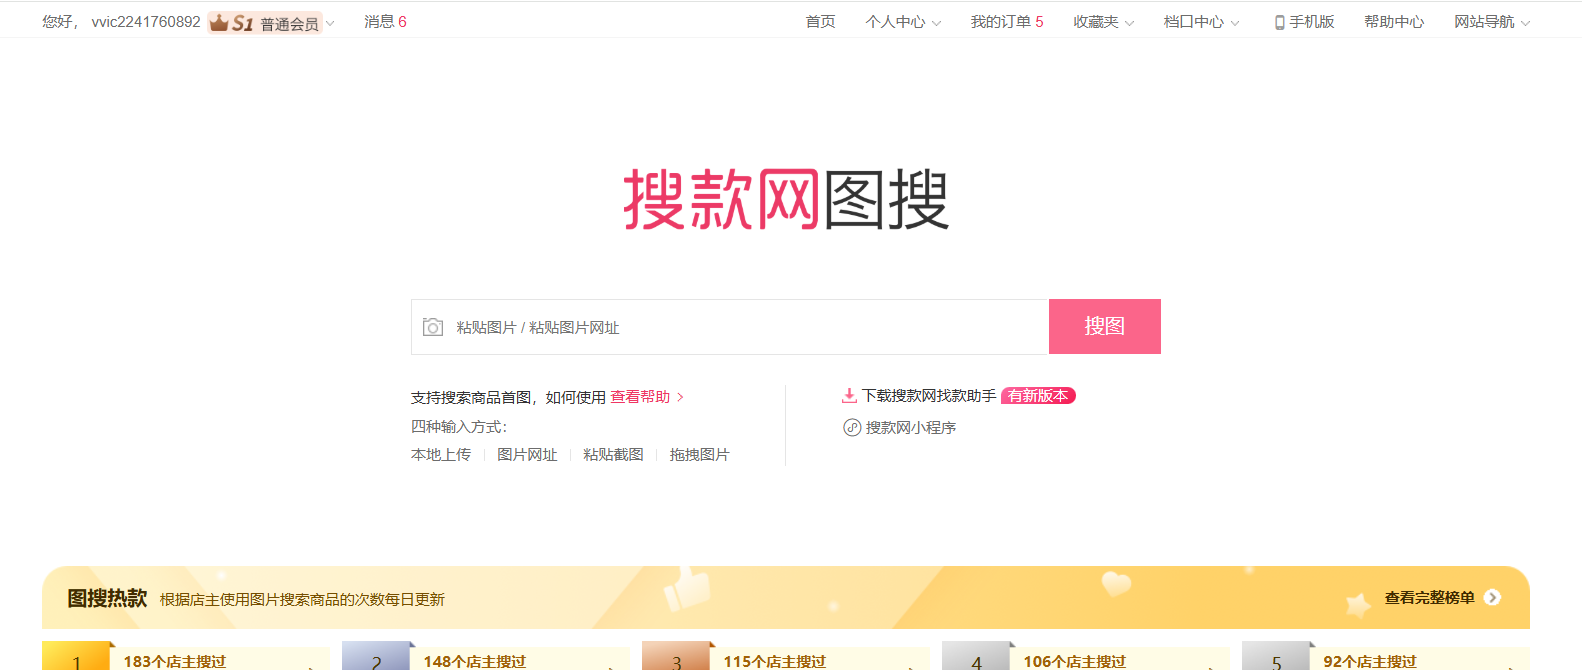 您好， vvic2241760892 S1 普通会员 消息 6 首页 个人中心 我的订单 5 收藏夹 档口中心 手机版 帮助中心 网站导航
搜款网图搜
粘贴图片 / 粘贴图片网址 搜图
支持搜索商品首图，如何使用 查看帮助 >
四种输入方式：
本地上传 图片网址 粘贴截图 拖拽图片
下载搜款网找款助手 有新版本
搜款网小程序
图搜热款 根据店主使用图片搜索商品的次数每日更新 查看完整榜单
1 183个店主搜过 2 148个店主搜过 3 115个店主搜过 4 106个店主搜过 5 92个店主搜过